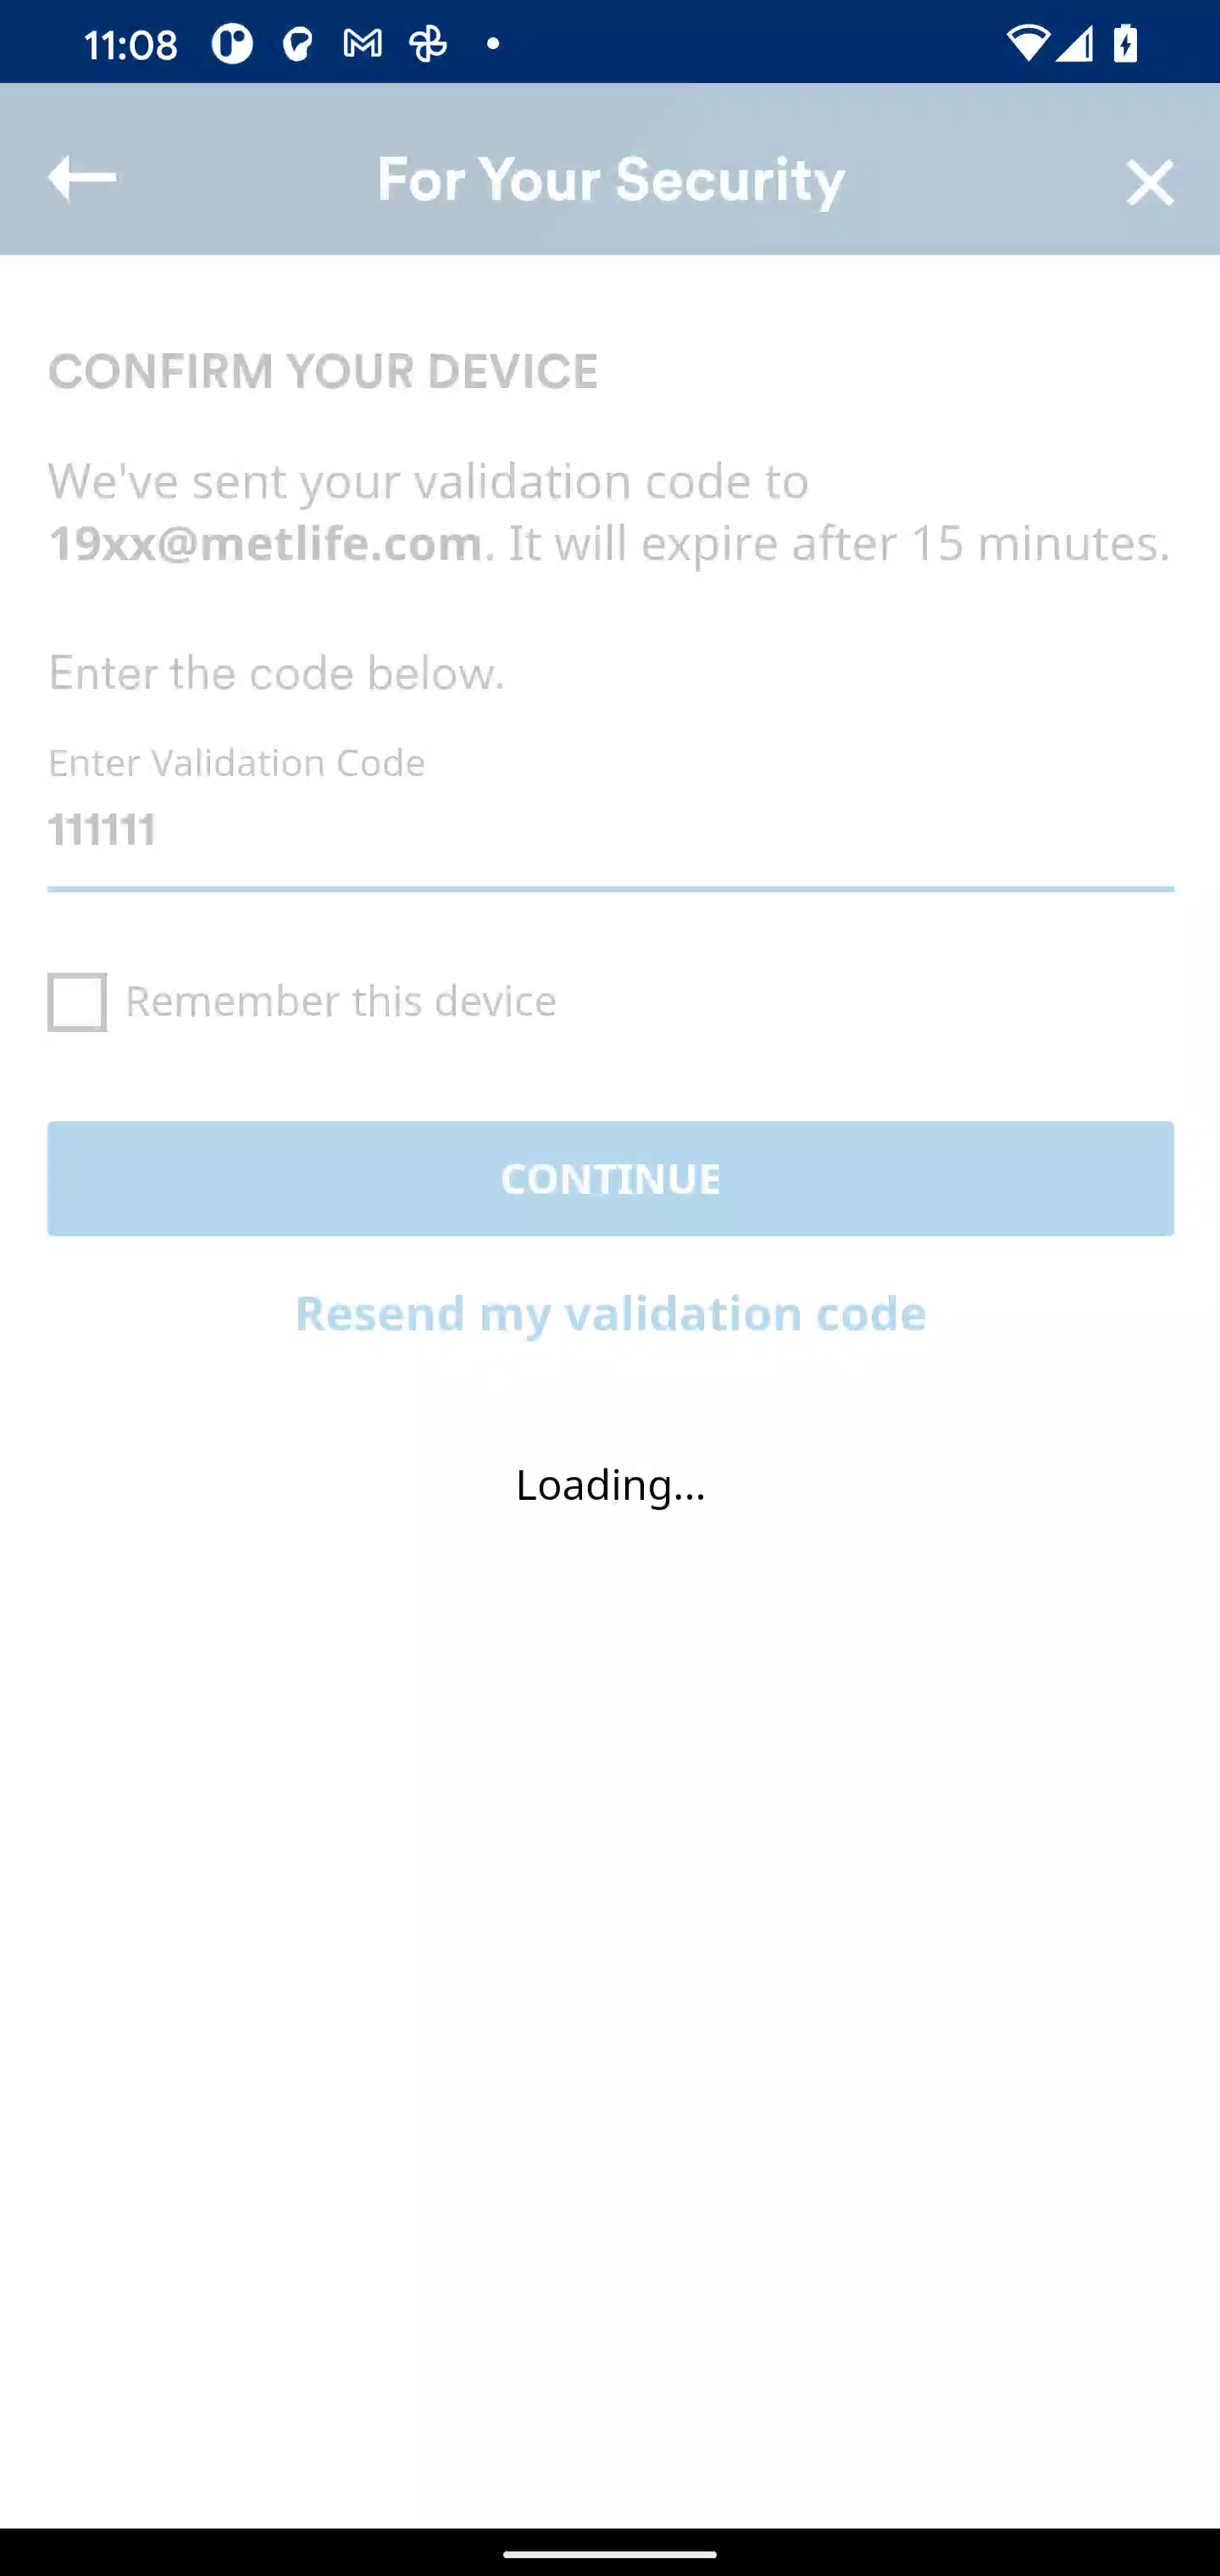 11:08
For Your Security
CONFIRM YOUR DEVICE
We've sent your validation code to
19xx@metlife.com. It will expire after 15 minutes.
Enter the code below.
Enter Validation Code
111111
Remember this device
CONTINUE
Resend my validation code
Loading...